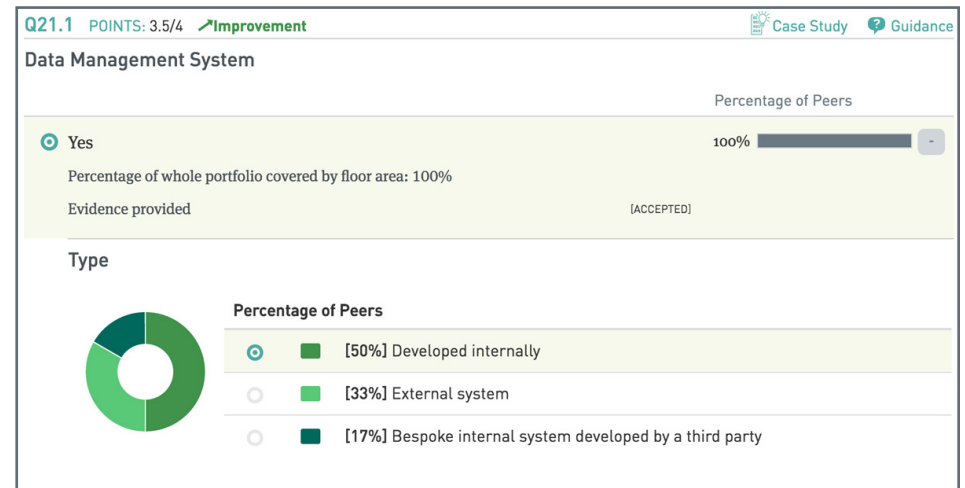 Q21.1 POINTS: 3.5/4 Improvement Case Study ? Guidance
Data Management System
Percentage of Peers
Yes 100% -
Percentage of whole portfolio covered by floor area: 100%
Evidence provided [ACCEPTED]
Type
Percentage of Peers
[50%] Developed internally
[33%] External system
[17%] Bespoke internal system developed by a third party